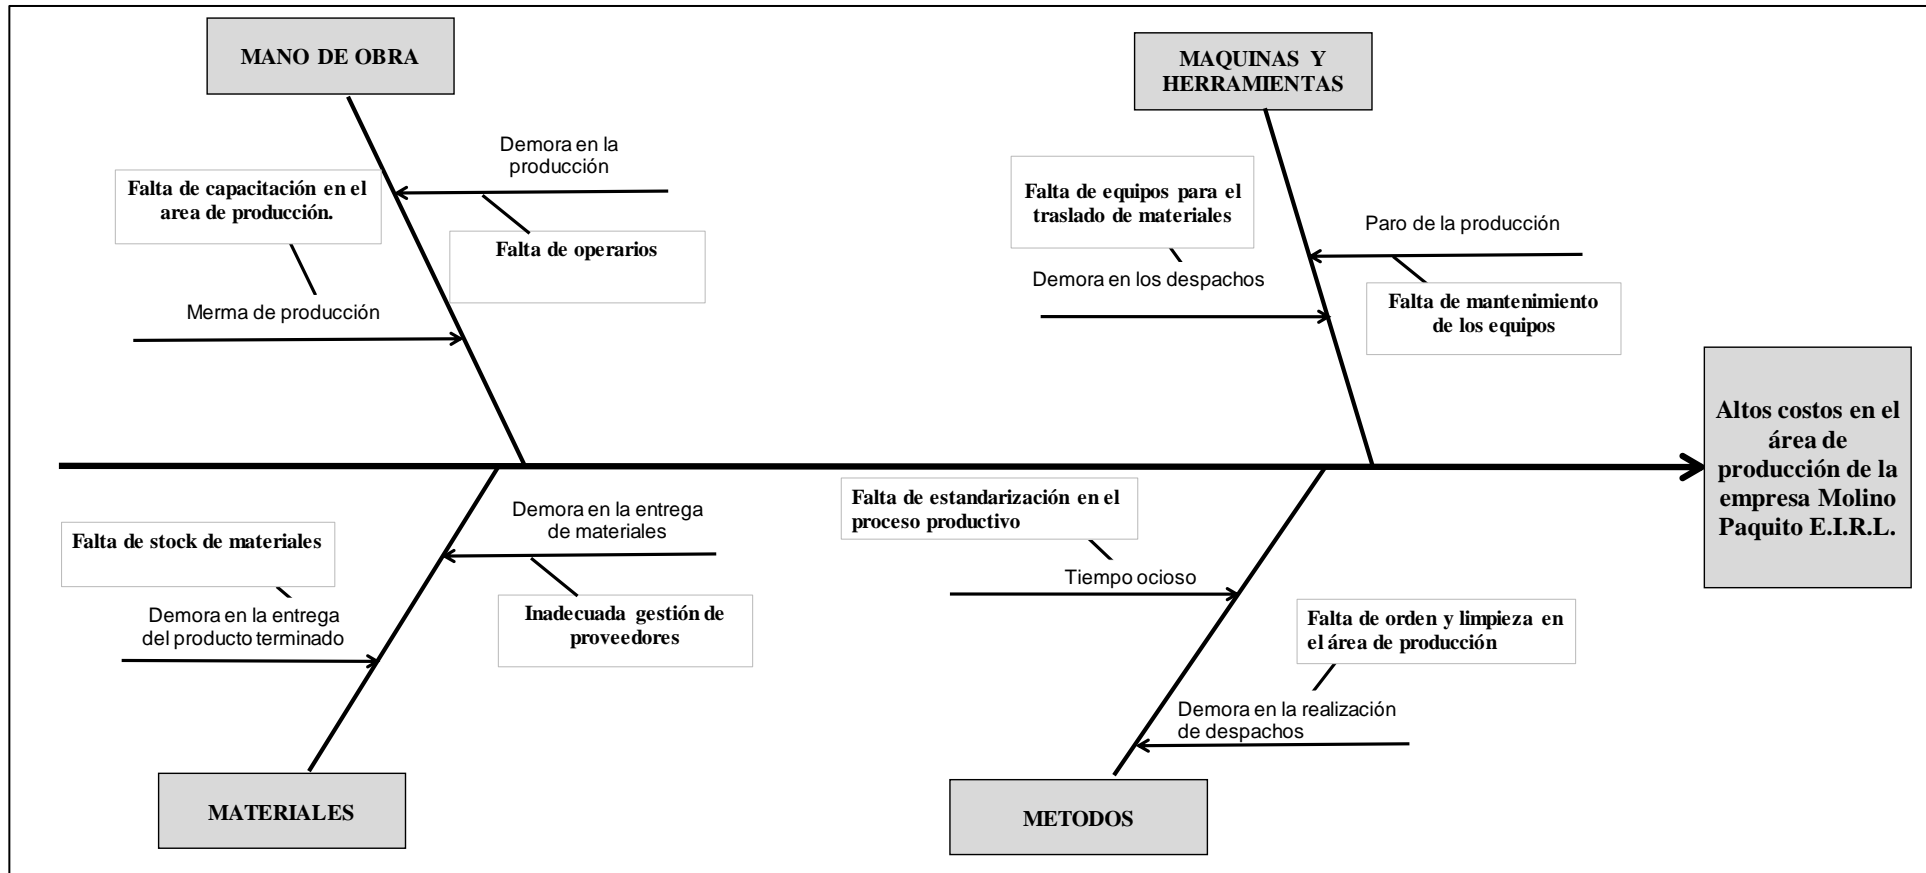 MANO DE OBRA
MAQUINAS Y
HERRAMIENTAS
Demora en la
producción
Falta de capacitación en el
area de producción.
Falta de operarios
Merma de producción
Falta de equipos para el
traslado de materiales
Paro de la producción
Demora en los despachos
Falta de mantenimiento
de los equipos
Altos costos en el
área de
producción de la
empresa Molino
Paquito E.I.R.L.
Falta de stock de materiales
Demora en la entrega
de materiales
Demora en la entrega
del producto terminado
Inadecuada gestión de
proveedores
Falta de estandarización en el
proceso productivo
Tiempo ocioso
Falta de orden y limpieza en
el área de producción
Demora en la realización
de despachos
MATERIALES
METODOS